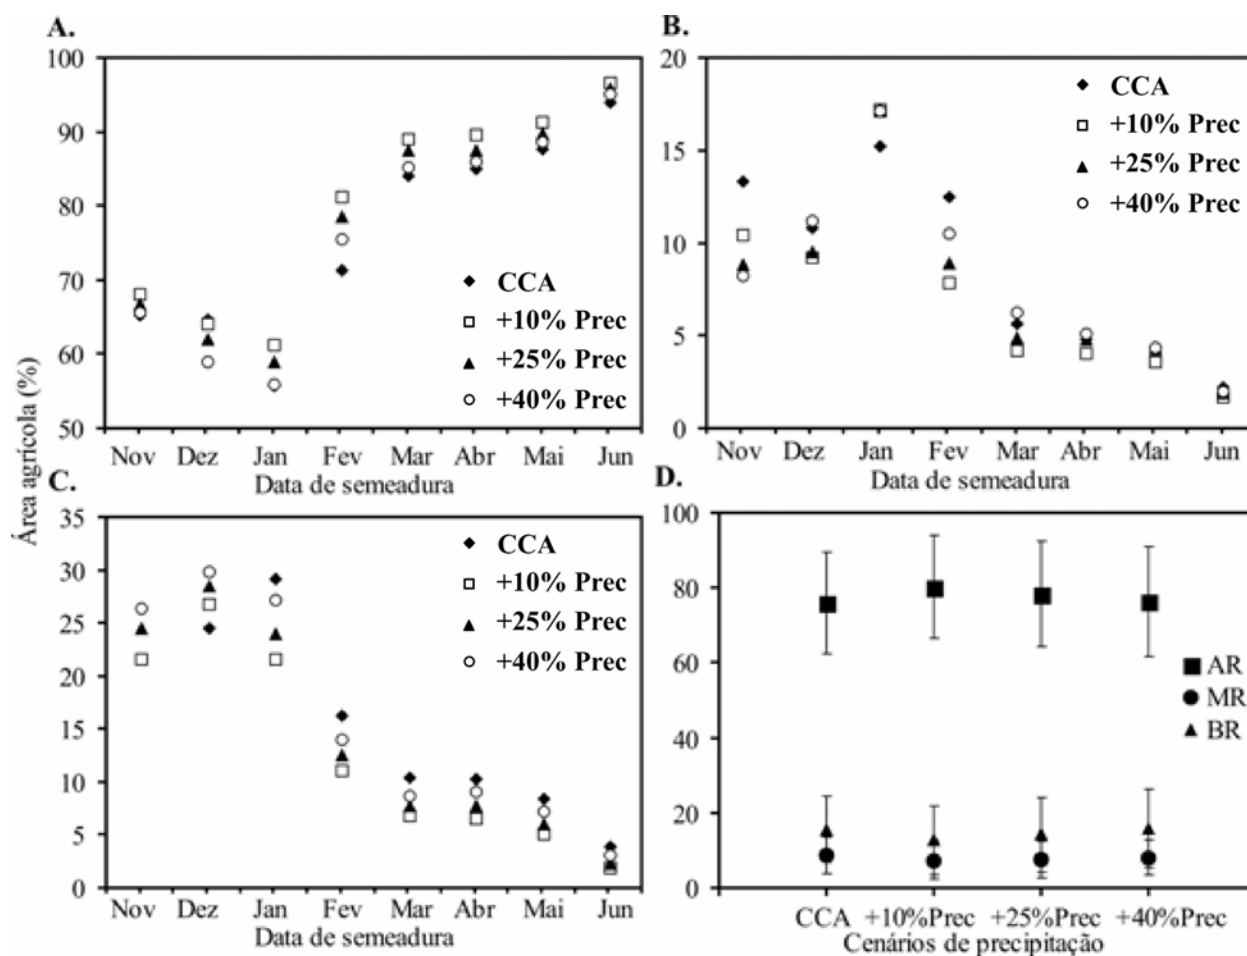 A.
100
90
80
70
60
50
CCA
+10% Prec
+25% Prec
+40% Prec
Nov Dez Jan Fev Mar Abr Mai Jun
Data de semeadura
B.
20
15
10
5
0
CCA
+10% Prec
+25% Prec
+40% Prec
Nov Dez Jan Fev Mar Abr Mai Jun
Data de semeadura
Área agrícola (%)
C.
35
30
25
20
15
10
5
0
CCA
+10% Prec
+25% Prec
+40% Prec
Nov Dez Jan Fev Mar Abr Mai Jun
Data de semeadura
D.
100
80
60
40
20
0
AR
MR
BR
CCA +10%Prec +25%Prec +40%Prec
Cenários de precipitação